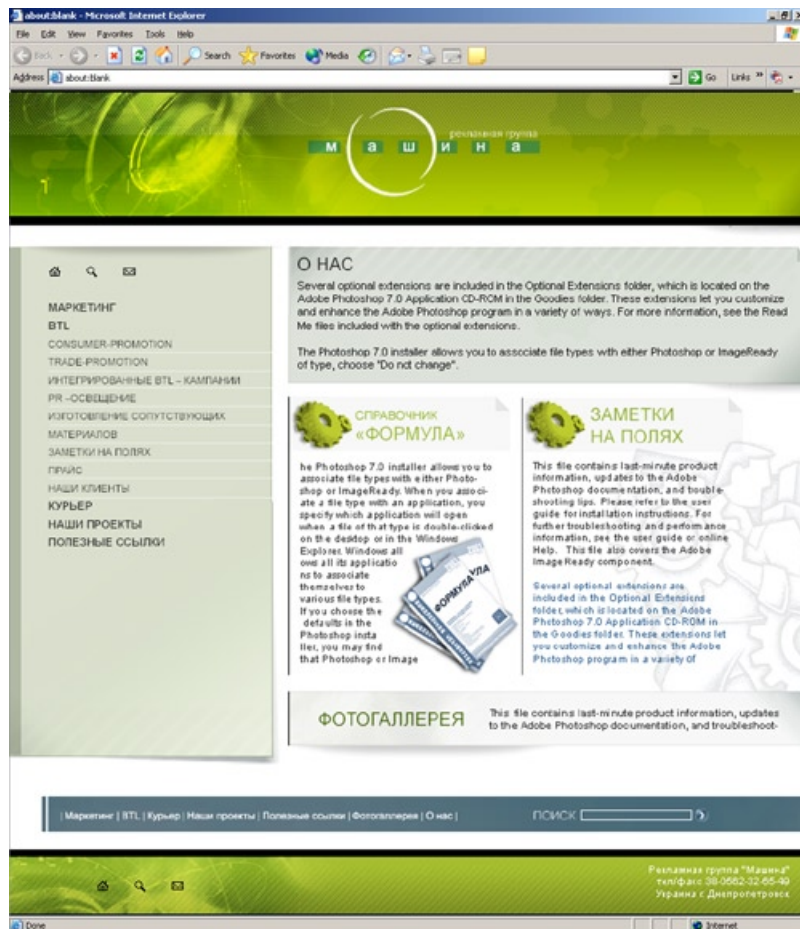 about:blank - Microsoft Internet Explorer
File Edit View Favorites Tools Help
Back Search Favorites Media
Address about:blank Go Links »
рекламная группа
машина
О НАС
Several optional extensions are included in the Optional Extensions folder, which is located on the
Adobe Photoshop 7.0 Application CD-ROM in the Goodies folder. These extensions let you customize
and enhance the Adobe Photoshop program in a variety of ways. For more information, see the Read
Me files included with the optional extensions.
The Photoshop 7.0 installer allows you to associate file types with either Photoshop or ImageReady
of type, choose "Do not change".
МАРКЕТИНГ
BTL
CONSUMER-PROMOTION
TRADE-PROMOTION
ИНТЕГРИРОВАННЫЕ BTL – КАМПАНИИ
PR –ОСВЕЩЕНИЕ
ИЗГОТОВЛЕНИЕ СОПУТСТВУЮЩИХ
МАТЕРИАЛОВ
ЗАМЕТКИ НА ПОЛЯХ
ПРАЙС
НАШИ КЛИЕНТЫ
КУРЬЕР
НАШИ ПРОЕКТЫ
ПОЛЕЗНЫЕ ССЫЛКИ
СПРАВОЧНИК
«ФОРМУЛА»
he Photoshop 7.0 installer allows you to
associate file types with either Photo-
shop or ImageReady. When you associ-
ate a file type with an application, you
specify which application will open
when a file of that type is double-clicked
on the desktop or in the Windows
Explorer. Windows all
ows all its applicatio
ns to associate
themselves to
various file types.
If you choose the
defaults in the
Photoshop insta
ller, you may find
that Photoshop or Image
ФОРМУЛА
ЗАМЕТКИ
НА ПОЛЯХ
This file contains last-minute product
information, updates to the Adobe
Photoshop documentation, and trouble-
shooting tips. Please refer to the user
guide for installation instructions. For
further troubleshooting and performance
information, see the user guide or online
Help. This file also covers the Adobe
ImageReady component.
Several optional extensions are
included in the Optional Extensions
folder, which is located on the Adobe
Photoshop 7.0 Application CD-ROM in
the Goodies folder. These extensions let
you customize and enhance the Adobe
Photoshop program in a variety of
ФОТОГАЛЛЕРЕЯ
This file contains last-minute product information, updates
to the Adobe Photoshop documentation, and troubleshoot-
| Маркетинг | BTL | Курьер | Наши проекты | Полезные ссылки | Фотогаллерея | О нас |
ПОИСК
Рекламная группа "Машина"
тел/факс 38-0562-32-65-49
Украина г Днепропетровск
Done Internet